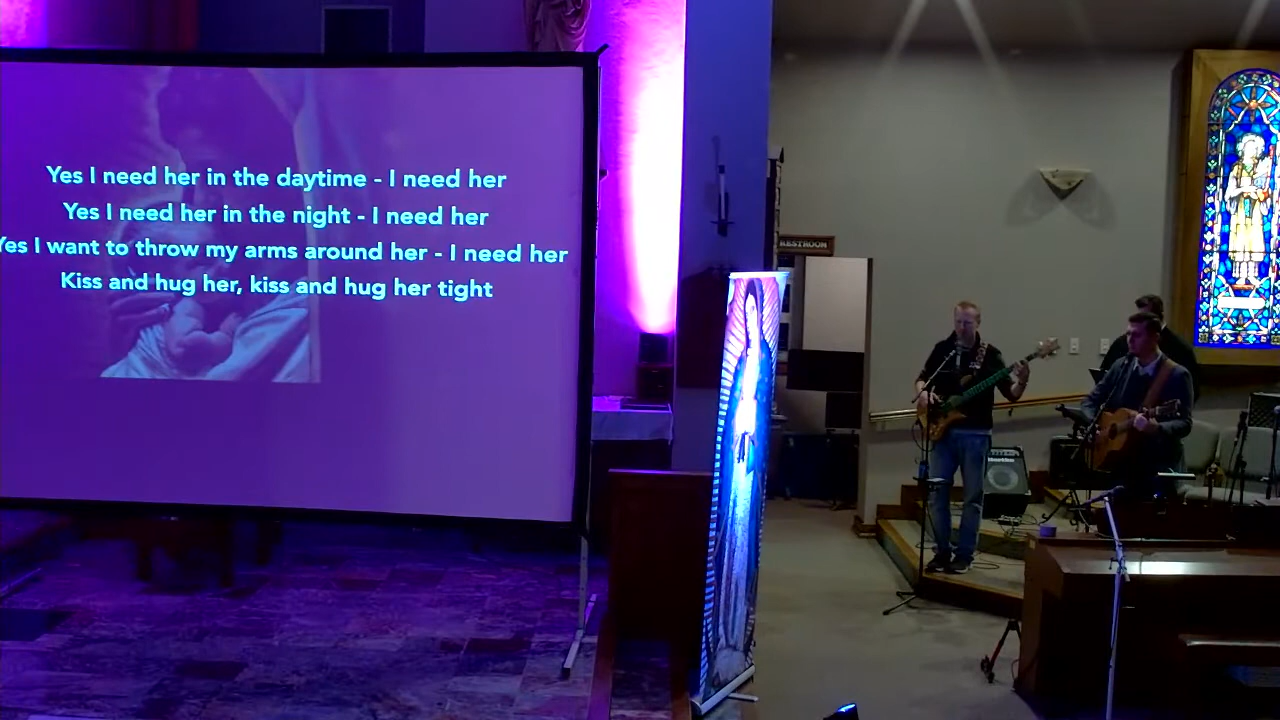 Yes I need her in the daytime - I need her
Yes I need her in the night - I need her
Yes I want to throw my arms around her - I need her
Kiss and hug her, kiss and hug her tight
RESTROOM